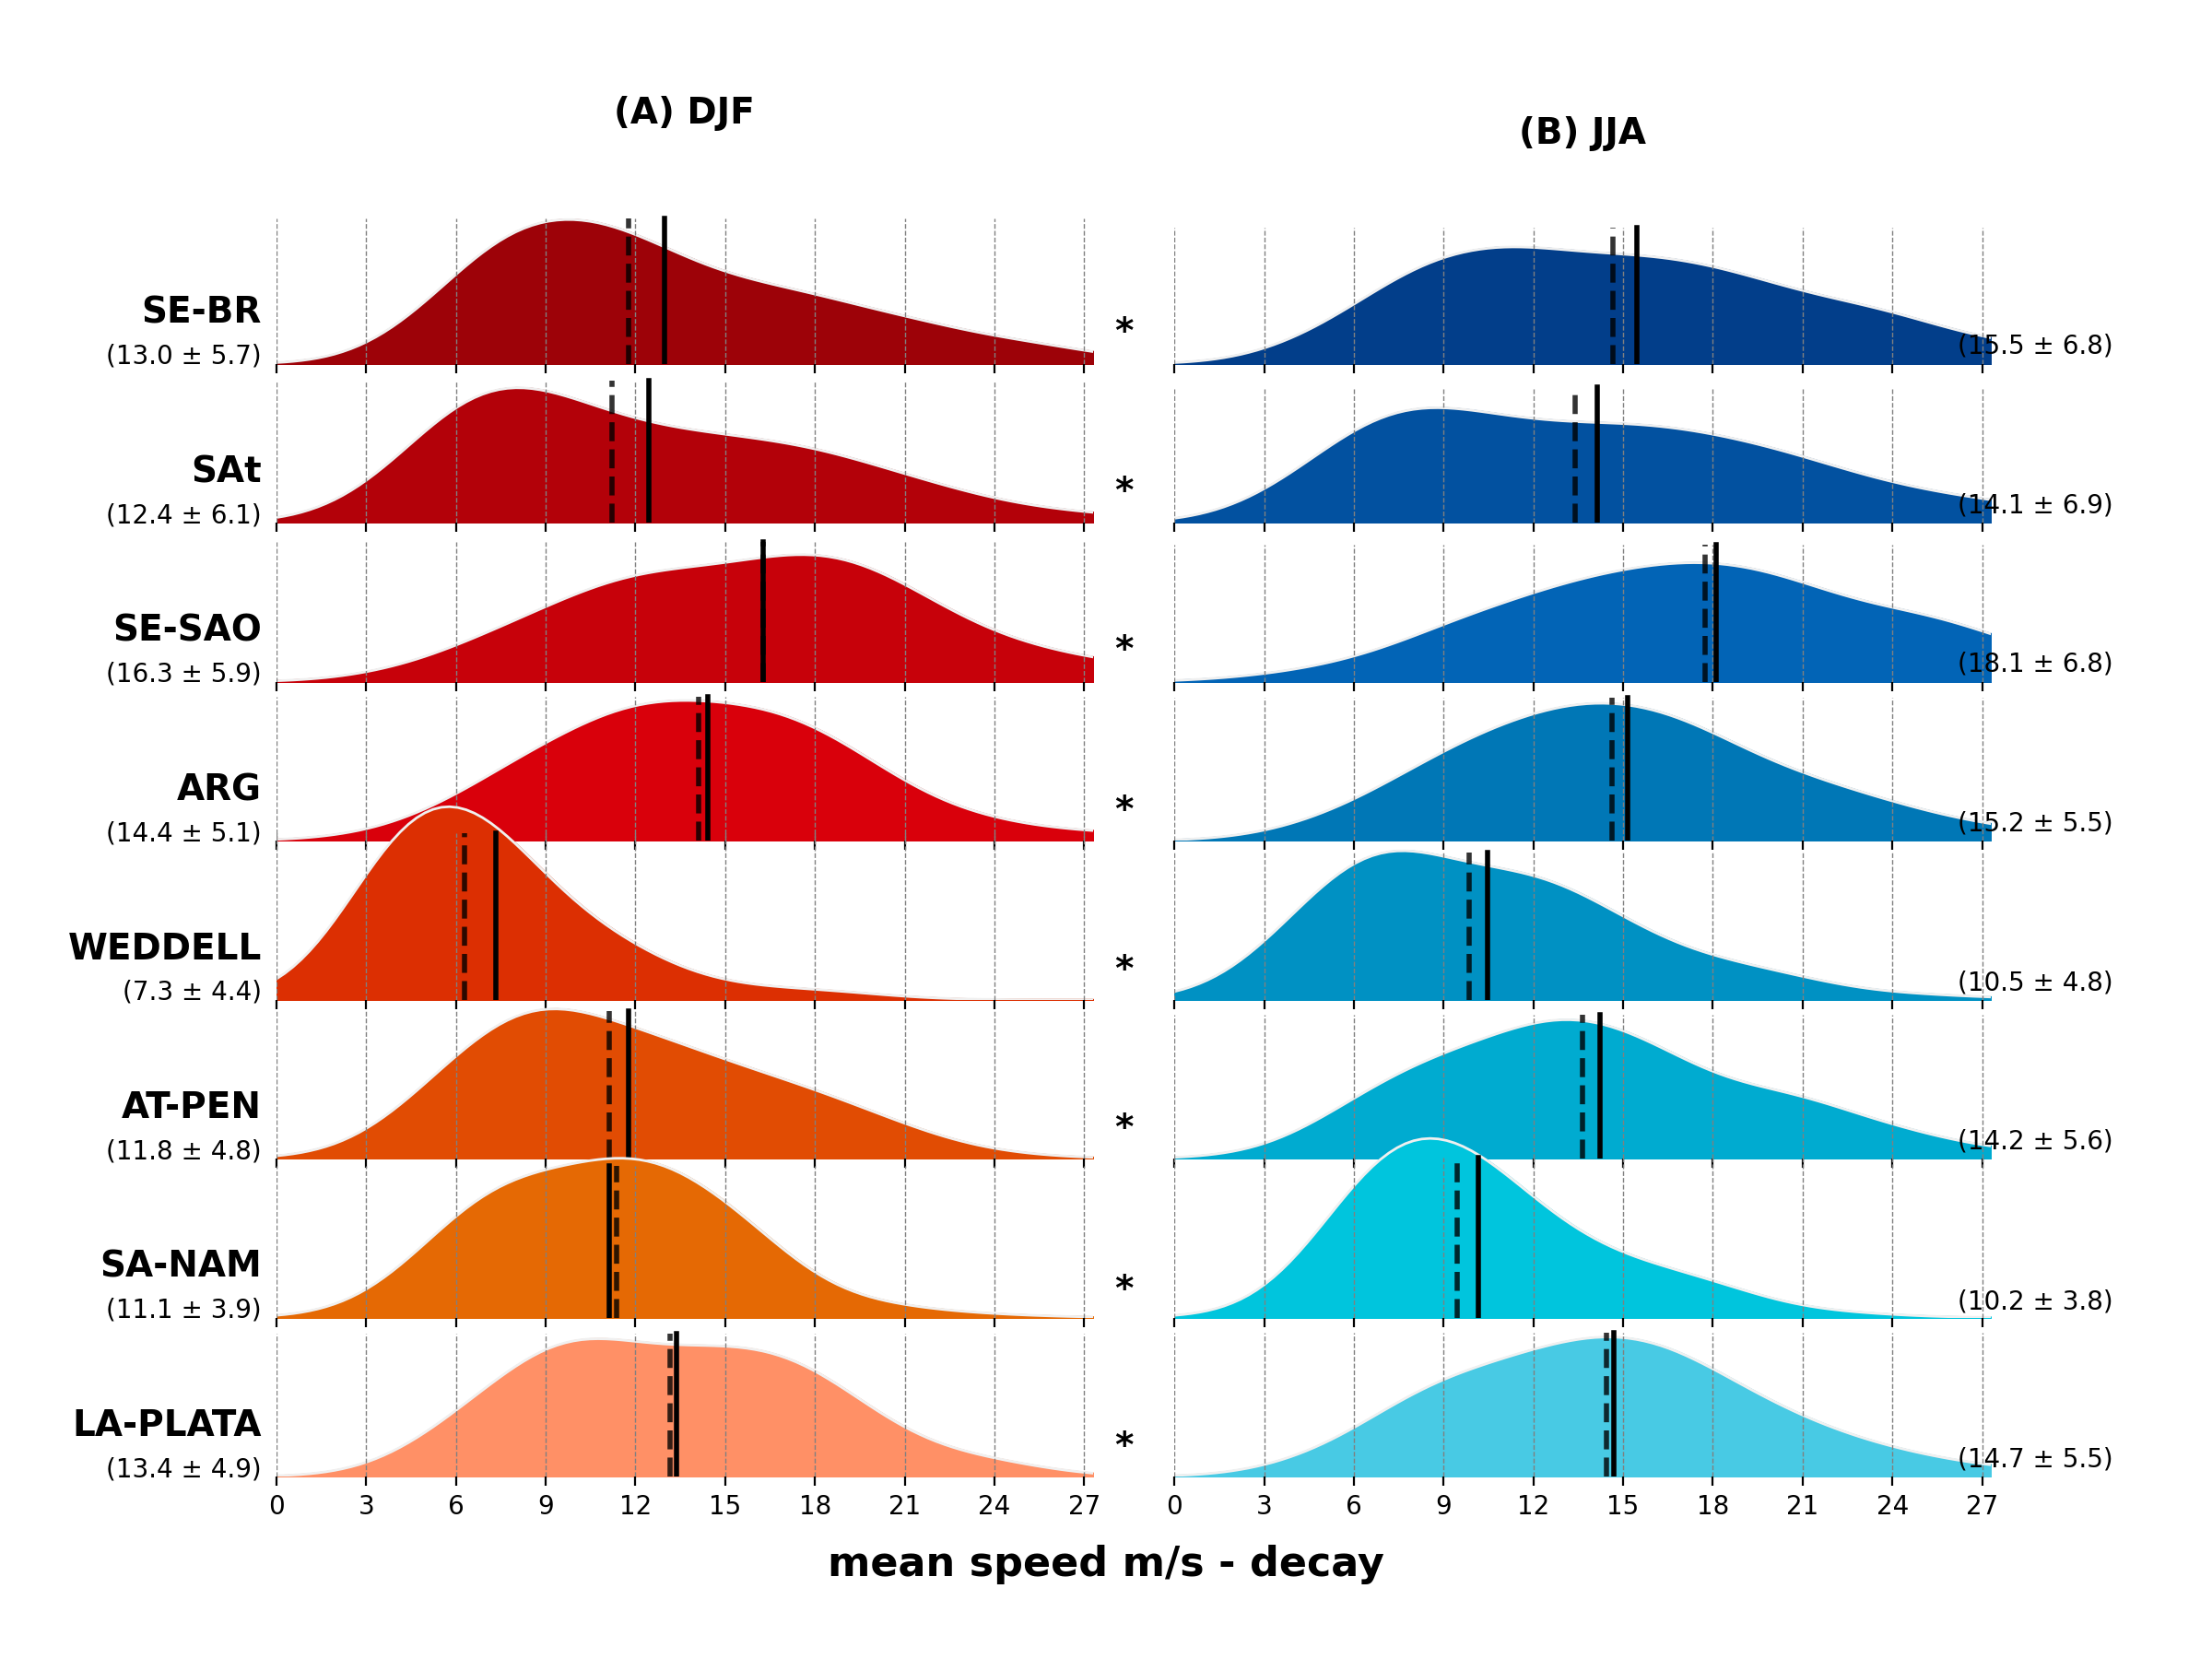 (A) DJF
(B) JJA
SE-BR
(13.0 ± 5.7)
*
(15.5 ± 6.8)
SAt
(12.4 ± 6.1)
*
(14.1 ± 6.9)
SE-SAO
(16.3 ± 5.9)
*
(18.1 ± 6.8)
ARG
(14.4 ± 5.1)
*
(15.2 ± 5.5)
WEDDELL
(7.3 ± 4.4)
*
(10.5 ± 4.8)
AT-PEN
(11.8 ± 4.8)
*
(14.2 ± 5.6)
SA-NAM
(11.1 ± 3.9)
*
(10.2 ± 3.8)
LA-PLATA
(13.4 ± 4.9)
*
(14.7 ± 5.5)
0 3 6 9 12 15 18 21 24 27
0 3 6 9 12 15 18 21 24 27
mean speed m/s - decay